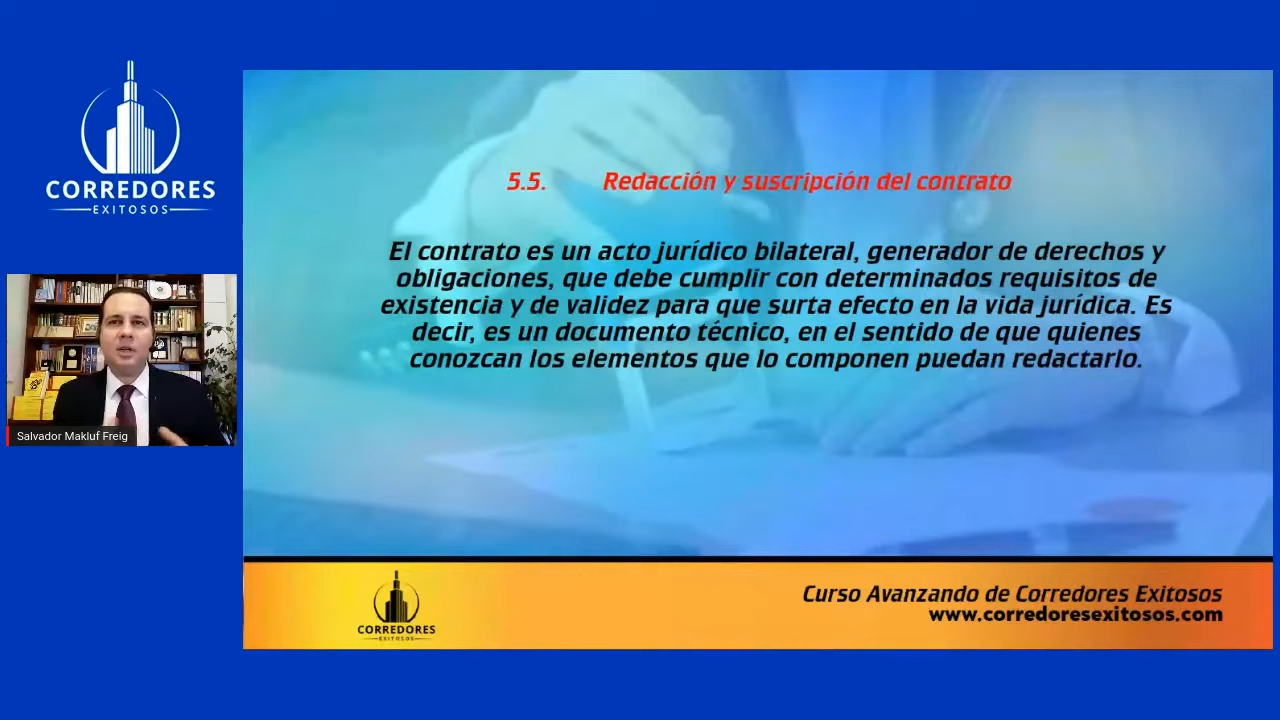 CORREDORES
EXITOSOS
Salvador Makluf Freig
5.5. Redacción y suscripción del contrato
El contrato es un acto jurídico bilateral, generador de derechos y
obligaciones, que debe cumplir con determinados requisitos de
existencia y de validez para que surta efecto en la vida jurídica. Es
decir, es un documento técnico, en el sentido de que quienes
conozcan los elementos que lo componen puedan redactarlo.
CORREDORES
EXITOSOS
Curso Avanzando de Corredores Exitosos
www.corredoresexitosos.com